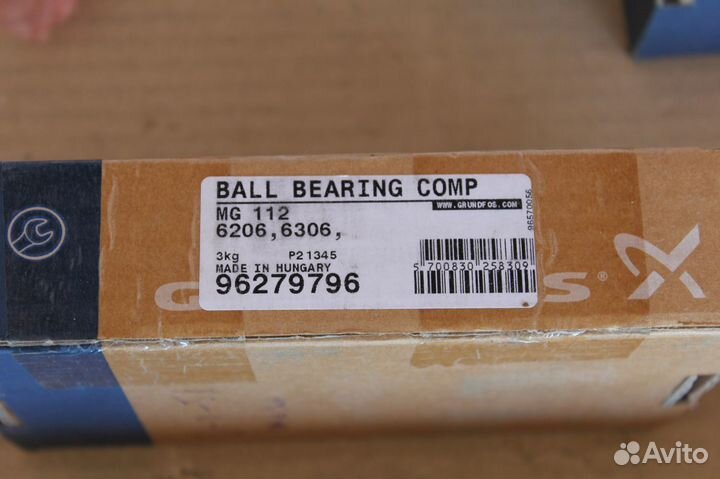 BALL BEARING COMP
WWW.GRUNDFOS.COM
MG 112
6206,6306,
3kg P21345
MADE IN HUNGARY
96279796
5 700830 258309
96570056
G OS®
Avito